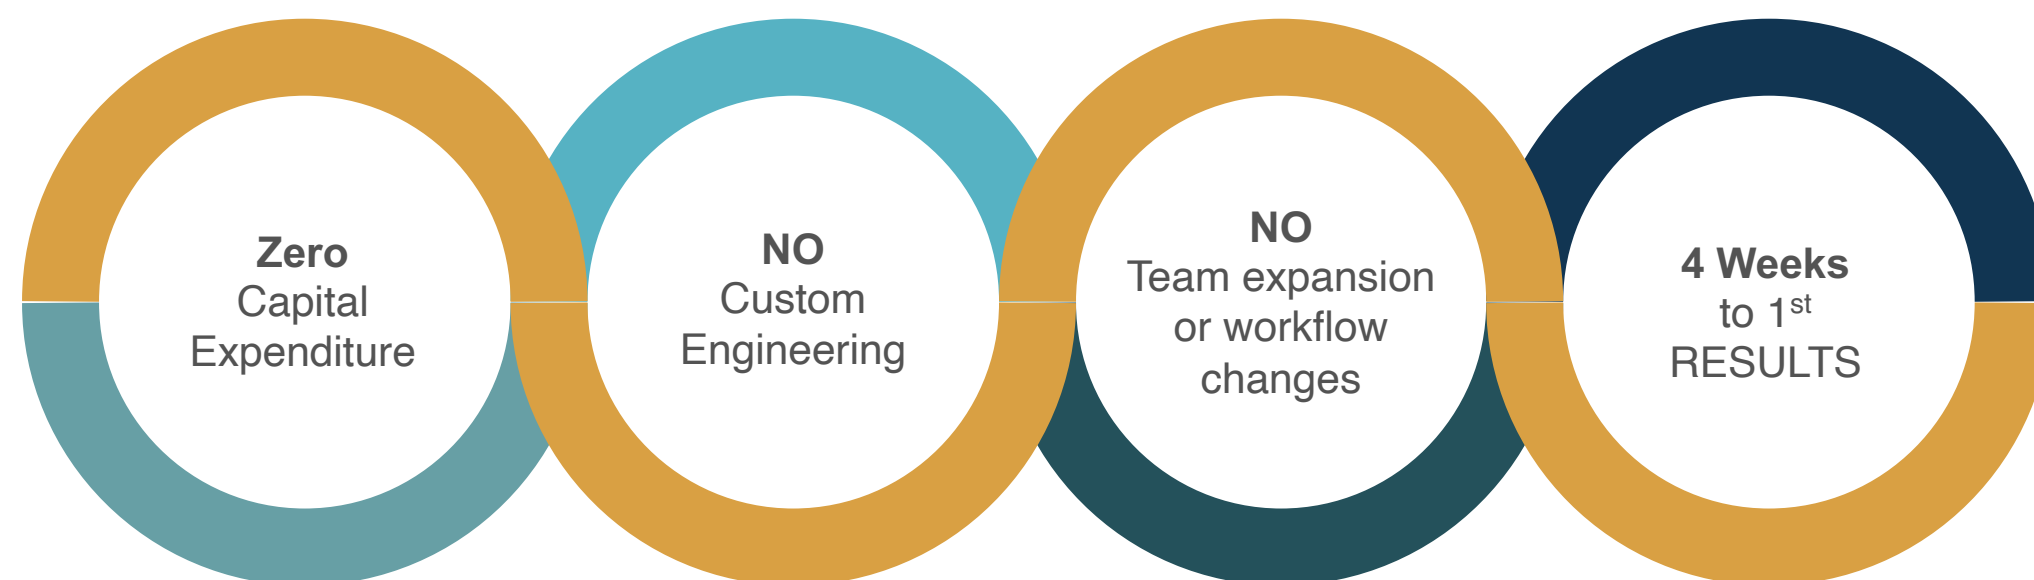 Zero
Capital
Expenditure
NO
Custom
Engineering
NO
Team expansion
or workflow
changes
4 Weeks
to 1st
RESULTS